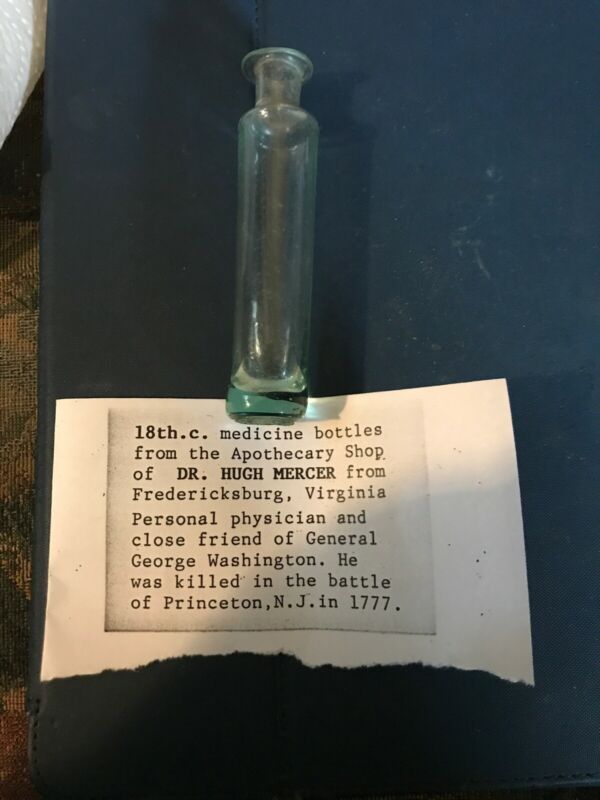 18th.c. medicine bottles
from the Apothecary Shop
of DR. HUGH MERCER from
Fredericksburg, Virginia
Personal physician and
close friend of General
George Washington. He
was killed in the battle
of Princeton,N.J.in 1777.